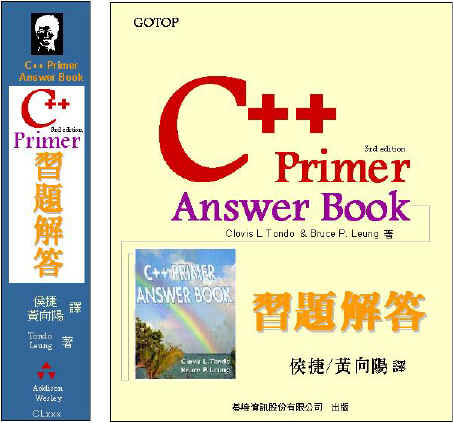 C++ Primer
Answer Book
C++
3rd edition
Primer
習題解答
侯捷
黃向陽
譯
Tondo
Leung
著
Addison
Wesley
CLxxx
GOTOP
C++
3rd edition
Primer
Answer Book
Clovis L Tondo & Bruce P. Leung 著
C++ PRIMER
ANSWER BOOK
Clovis L. Tondo
Bruce P. Leung
習題解答
侯捷/黃向陽 譯
碁峰資訊股份有限公司 出版